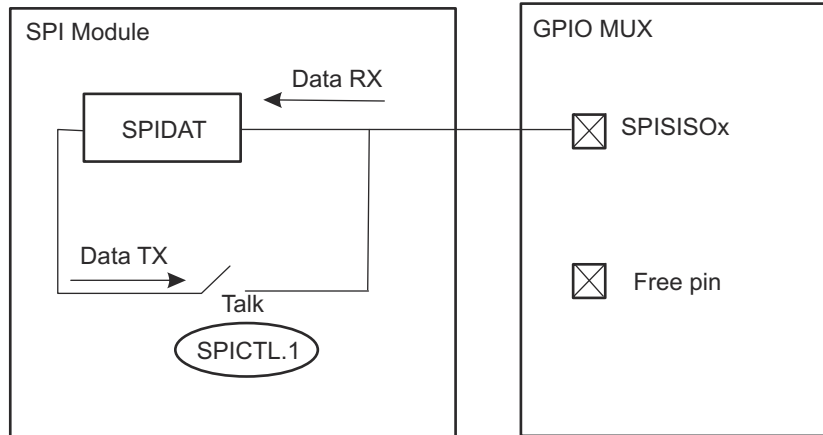 SPI Module
GPIO MUX
Data RX
SPIDAT
SPISISOx
Data TX
Free pin
Talk
SPICTL.1